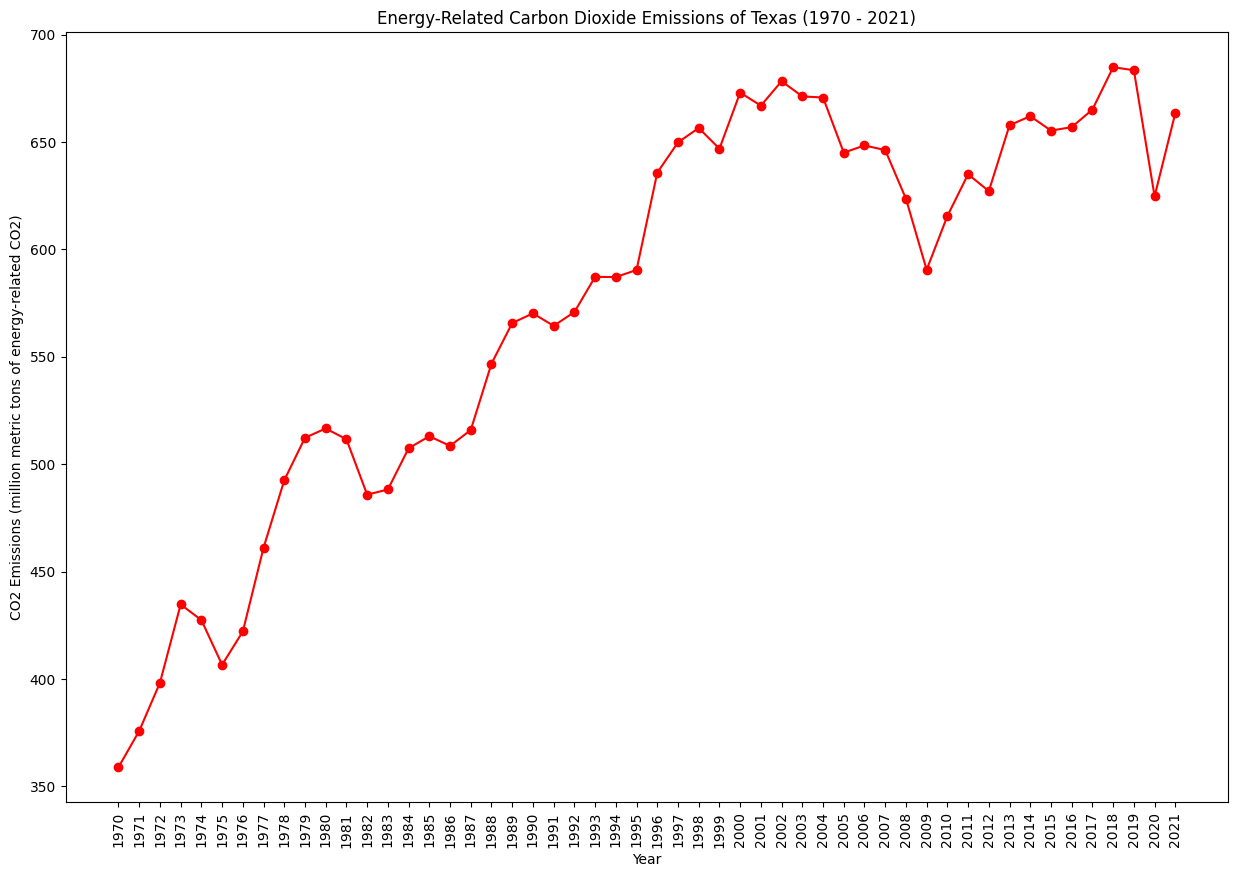 Energy-Related Carbon Dioxide Emissions of Texas (1970 - 2021)
CO2 Emissions (million metric tons of energy-related CO2)
700
650
600
550
500
450
400
350
1970 1971 1972 1973 1974 1975 1976 1977 1978 1979 1980 1981 1982 1983 1984 1985 1986 1987 1988 1989 1990 1991 1992 1993 1994 1995 1996 1997 1998 1999 2000 2001 2002 2003 2004 2005 2006 2007 2008 2009 2010 2011 2012 2013 2014 2015 2016 2017 2018 2019 2020 2021
Year